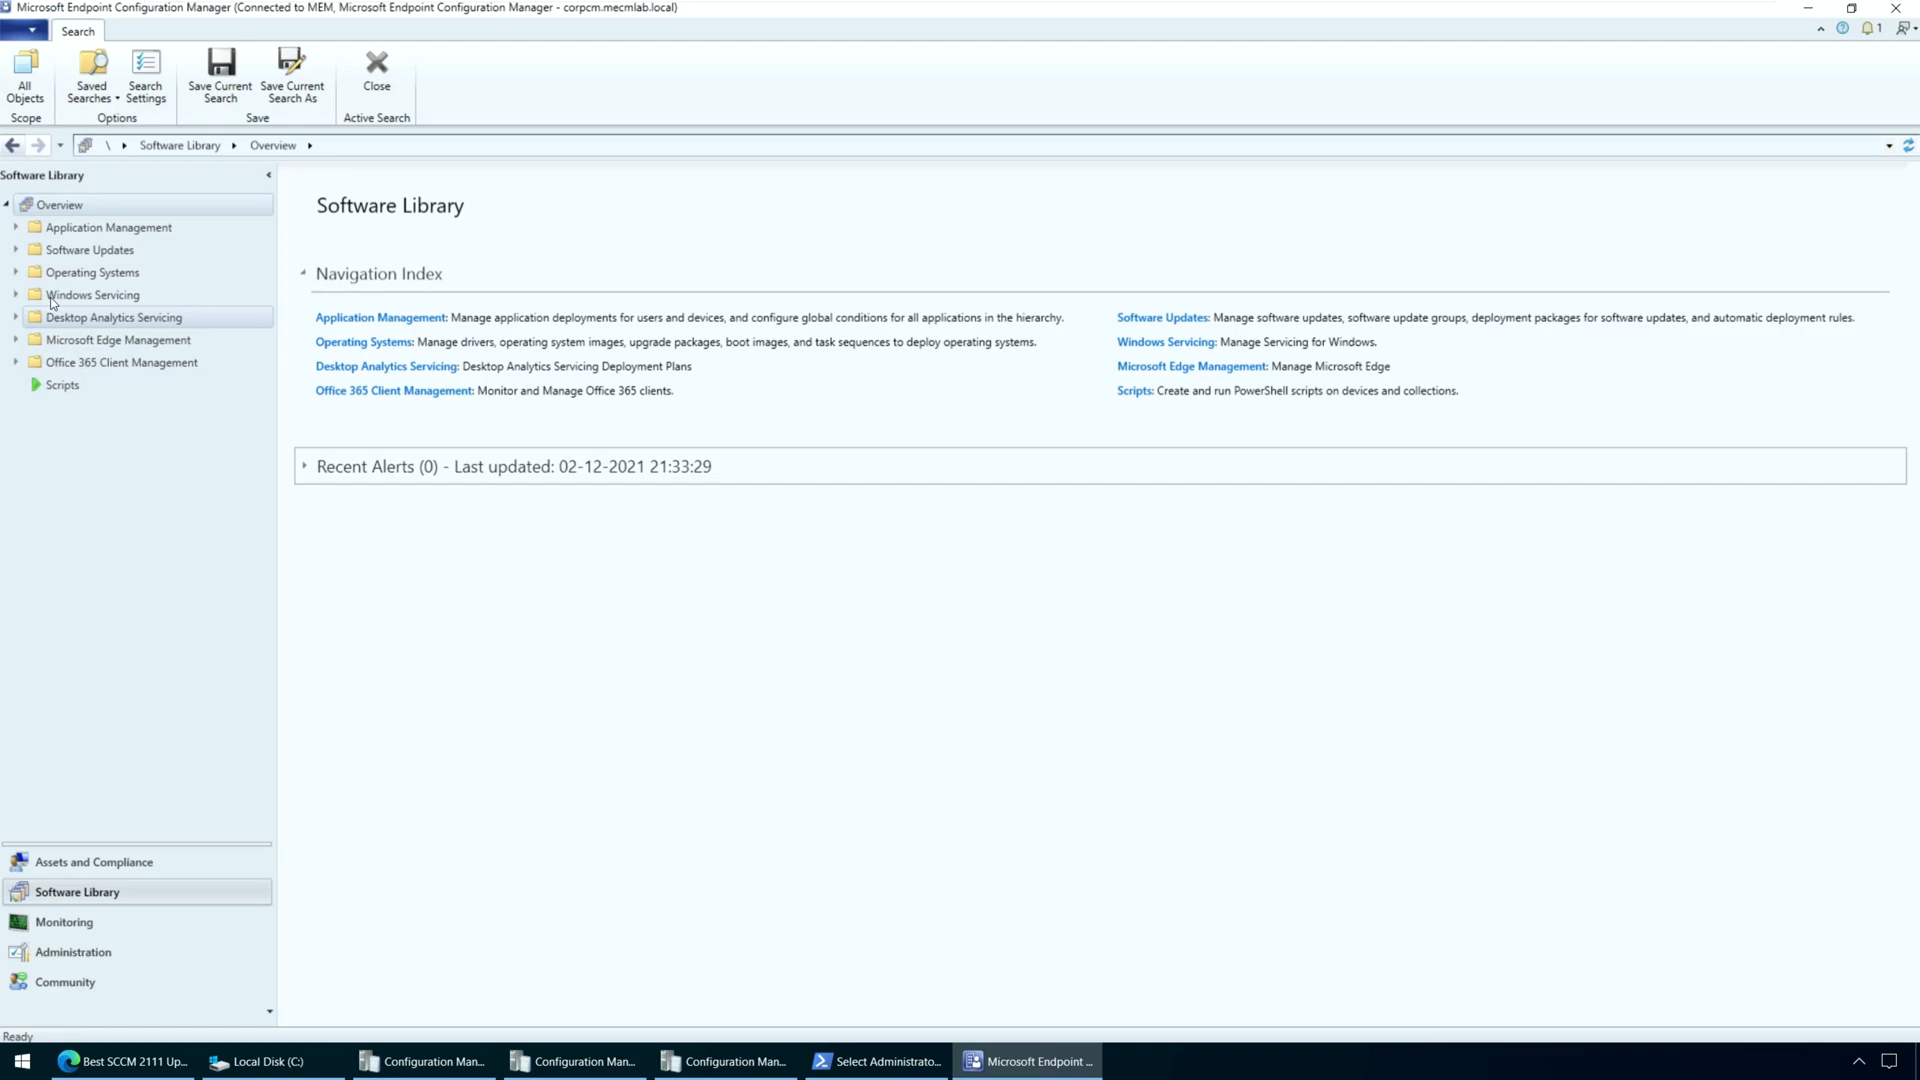 Microsoft Endpoint Configuration Manager (Connected to MEM, Microsoft Endpoint Configuration Manager - corpcm.mecmlab.local)
Search
1
All Objects
Saved Searches
Search Settings
Save Current Search
Save Current Search As
Close
Scope
Options
Save
Active Search
\ Software Library Overview
Software Library
Overview
Application Management
Software Updates
Operating Systems
Windows Servicing
Desktop Analytics Servicing
Microsoft Edge Management
Office 365 Client Management
Scripts
Software Library
Navigation Index
Application Management: Manage application deployments for users and devices, and configure global conditions for all applications in the hierarchy.
Software Updates: Manage software updates, software update groups, deployment packages for software updates, and automatic deployment rules.
Operating Systems: Manage drivers, operating system images, upgrade packages, boot images, and task sequences to deploy operating systems.
Windows Servicing: Manage Servicing for Windows.
Desktop Analytics Servicing: Desktop Analytics Servicing Deployment Plans
Microsoft Edge Management: Manage Microsoft Edge
Office 365 Client Management: Monitor and Manage Office 365 clients.
Scripts: Create and run PowerShell scripts on devices and collections.
Recent Alerts (0) - Last updated: 02-12-2021 21:33:29
Assets and Compliance
Software Library
Monitoring
Administration
Community
Ready
Best SCCM 2111 Up...
Local Disk (C:)
Configuration Man...
Configuration Man...
Configuration Man...
Select Administrato...
Microsoft Endpoint ...